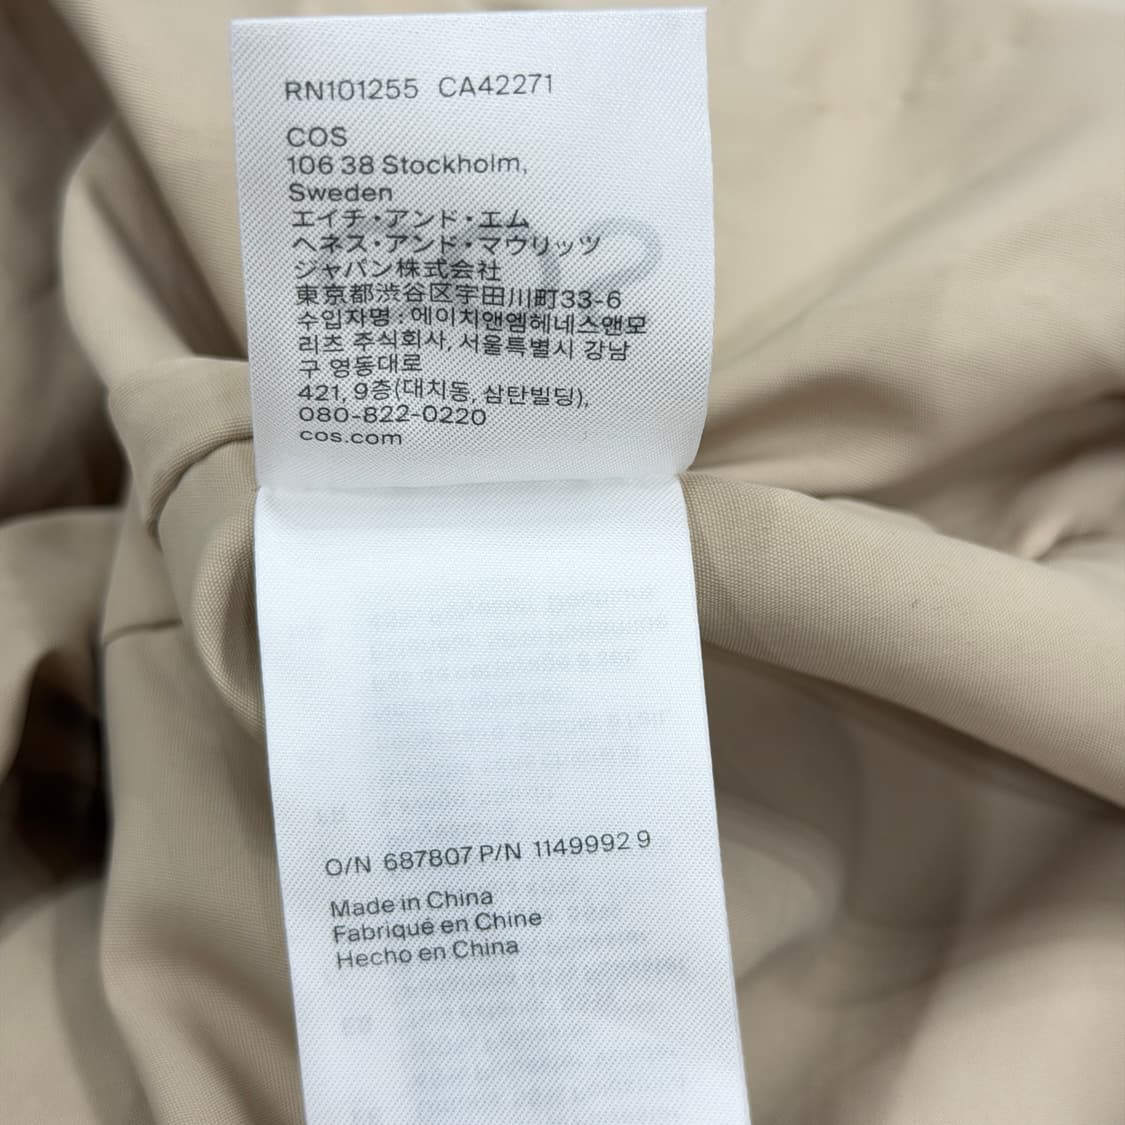 RN101255 CA42271
COS
106 38 Stockholm,
Sweden
エイチ・アンド・エム
ヘネス・アンド・マウリッツ
ジャパン株式会社
東京都渋谷区宇田川町33-6
수입자명 : 에이치앤엠헤네스앤모
리츠 주식회사, 서울특별시 강남
구 영동대로
421, 9층(대치동, 삼탄빌딩),
080-822-0220
cos.com
O/N 687807 P/N 1149992 9
Made in China
Fabriqué en Chine
Hecho en China